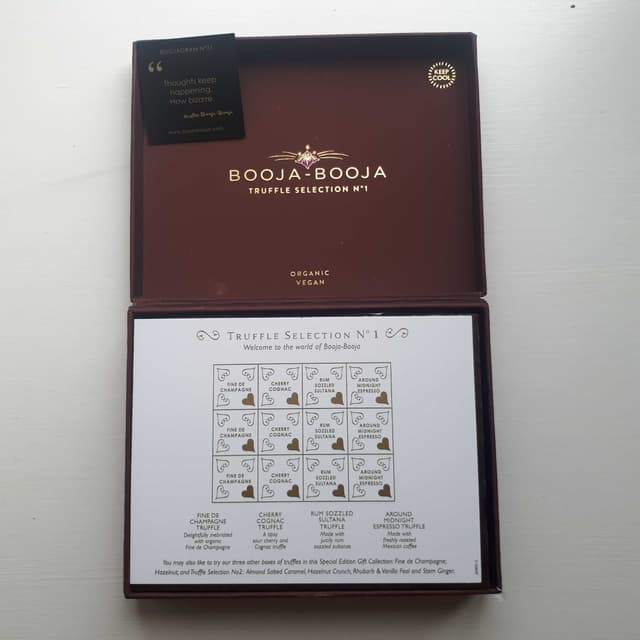 BOOJAGRAM N°31
“
Thoughts keep
happening.
How bizarre.
Booja-Booja
KEEP
COOL
BOOJA-BOOJA
TRUFFLE SELECTION N°1
ORGANIC
VEGAN
TRUFFLE SELECTION N° 1
Welcome to the world of Booja-Booja
FINE DE CHAMPAGNE
CHERRY COGNAC
RUM SOZZLED SULTANA
AROUND MIDNIGHT ESPRESSO
FINE DE CHAMPAGNE
CHERRY COGNAC
RUM SOZZLED SULTANA
AROUND MIDNIGHT ESPRESSO
FINE DE CHAMPAGNE
CHERRY COGNAC
RUM SOZZLED SULTANA
AROUND MIDNIGHT ESPRESSO
FINE DE
CHAMPAGNE
TRUFFLE
Delightfully inebriated
with organic
Fine de Champagne
CHERRY
COGNAC
TRUFFLE
A tipsy
sour cherry and
Cognac truffle
RUM SOZZLED
SULTANA
TRUFFLE
Made with
juicily rum
sozzled sultanas
AROUND
MIDNIGHT
ESPRESSO TRUFFLE
Made with
freshly roasted
Mexican coffee
You may also like to try our three other boxes of truffles in this Special Edition Gift Collection: Fine de Champagne;
Hazelnut; and Truffle Selection No2: Almond Salted Caramel, Hazelnut Crunch, Rhubarb & Vanilla Fool and Stem Ginger.